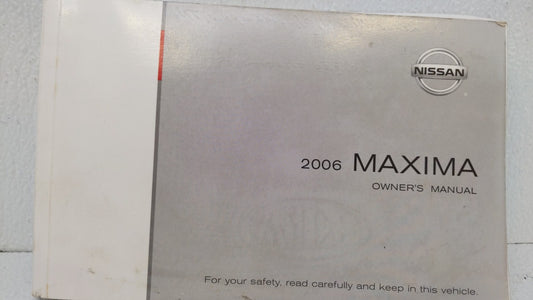 NISSAN
2006 MAXIMA
OWNER'S MANUAL
For your safety, read carefully and keep in this vehicle.